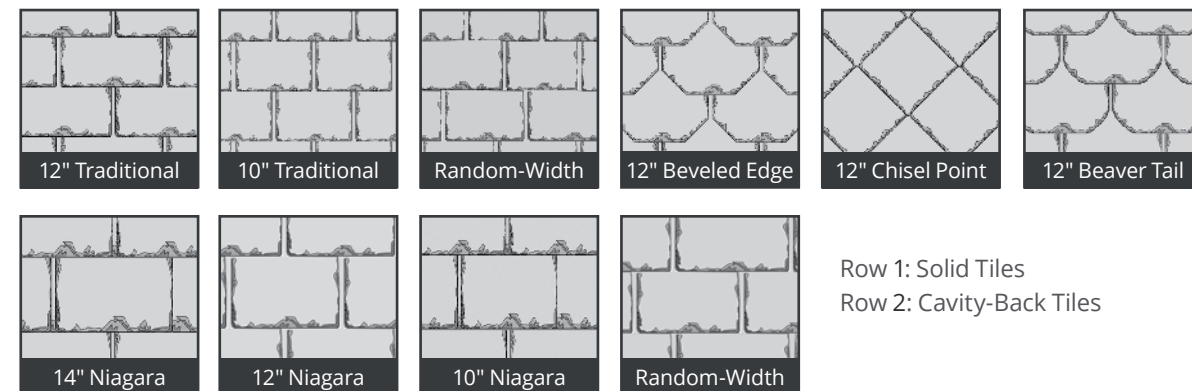 12" Traditional
10" Traditional
Random-Width
12" Beveled Edge
12" Chisel Point
12" Beaver Tail
14" Niagara
12" Niagara
10" Niagara
Random-Width
Row 1: Solid Tiles
Row 2: Cavity-Back Tiles